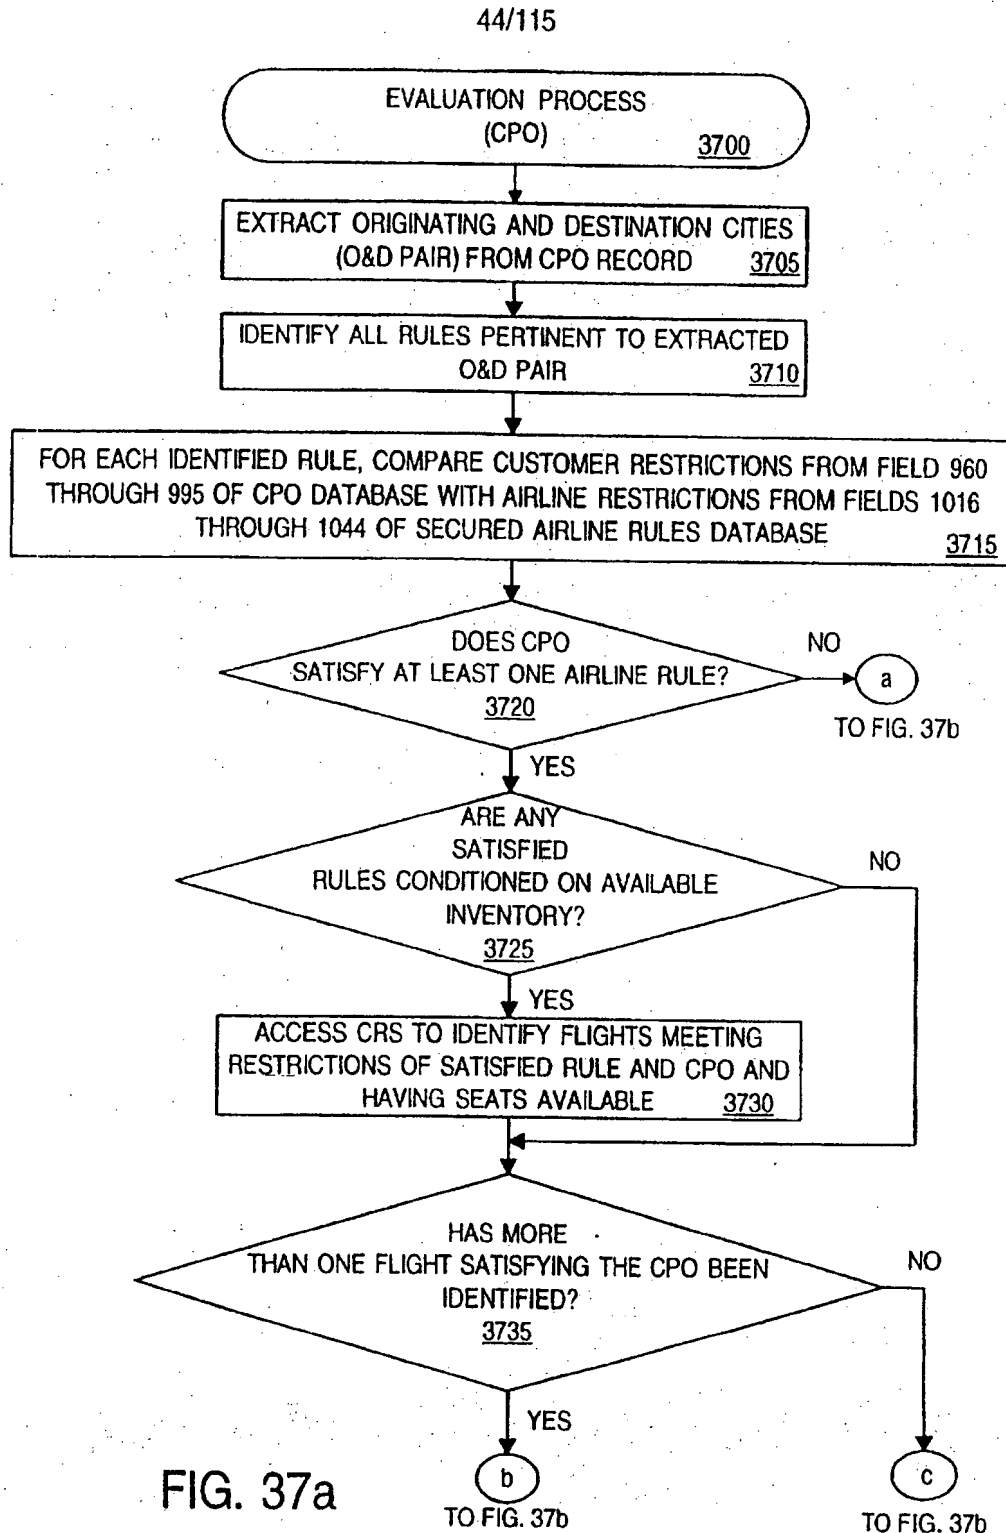 44/115
EVALUATION PROCESS
(CPO)
3700
EXTRACT ORIGINATING AND DESTINATION CITIES
(O&D PAIR) FROM CPO RECORD 3705
IDENTIFY ALL RULES PERTINENT TO EXTRACTED
O&D PAIR 3710
FOR EACH IDENTIFIED RULE, COMPARE CUSTOMER RESTRICTIONS FROM FIELD 960
THROUGH 995 OF CPO DATABASE WITH AIRLINE RESTRICTIONS FROM FIELDS 1016
THROUGH 1044 OF SECURED AIRLINE RULES DATABASE 3715
DOES CPO
SATISFY AT LEAST ONE AIRLINE RULE?
3720
NO
a
TO FIG. 37b
YES
ARE ANY
SATISFIED
RULES CONDITIONED ON AVAILABLE
INVENTORY?
3725
NO
YES
ACCESS CRS TO IDENTIFY FLIGHTS MEETING
RESTRICTIONS OF SATISFIED RULE AND CPO AND
HAVING SEATS AVAILABLE 3730
HAS MORE
THAN ONE FLIGHT SATISFYING THE CPO BEEN
IDENTIFIED?
3735
NO
YES
b
TO FIG. 37b
c
TO FIG. 37b
FIG. 37a